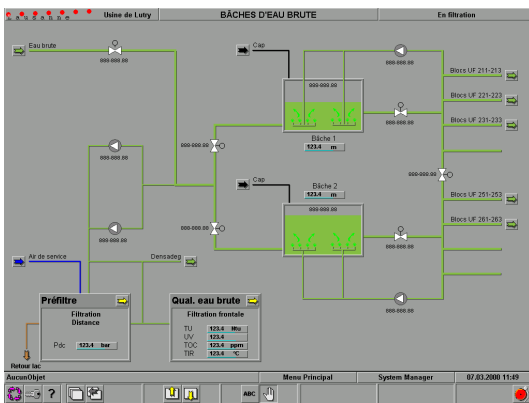 Lausanne
Usine de Lutry
BÂCHES D'EAU BRUTE
En filtration
Eau brute
888-888.88
Cap
888-888.88
888-888.88
Blocs UF 211-213
Blocs UF 221-223
888-888.88
Blocs UF 231-233
888-888.88
888-888.88
Bâche 1
123.4 m
888-888.88
888-888.88
Cap
Bâche 2
123.4 m
888-888.88
Blocs UF 251-253
888-888.88
Blocs UF 261-263
888-888.88
888-888.88
Air de service
Densadeg
888-888.88
Préfiltre
Filtration
Distance
Pdc 123.4 bar
Qual. eau brute
Filtration frontale
TU 123.4 Ntu
UV 123.4
TOC 123.4 ppm
TIR 123.4 °C
Retour lac
AucunObjet
Menu Principal
System Manager
07.03.2000 11:49
?
ABC